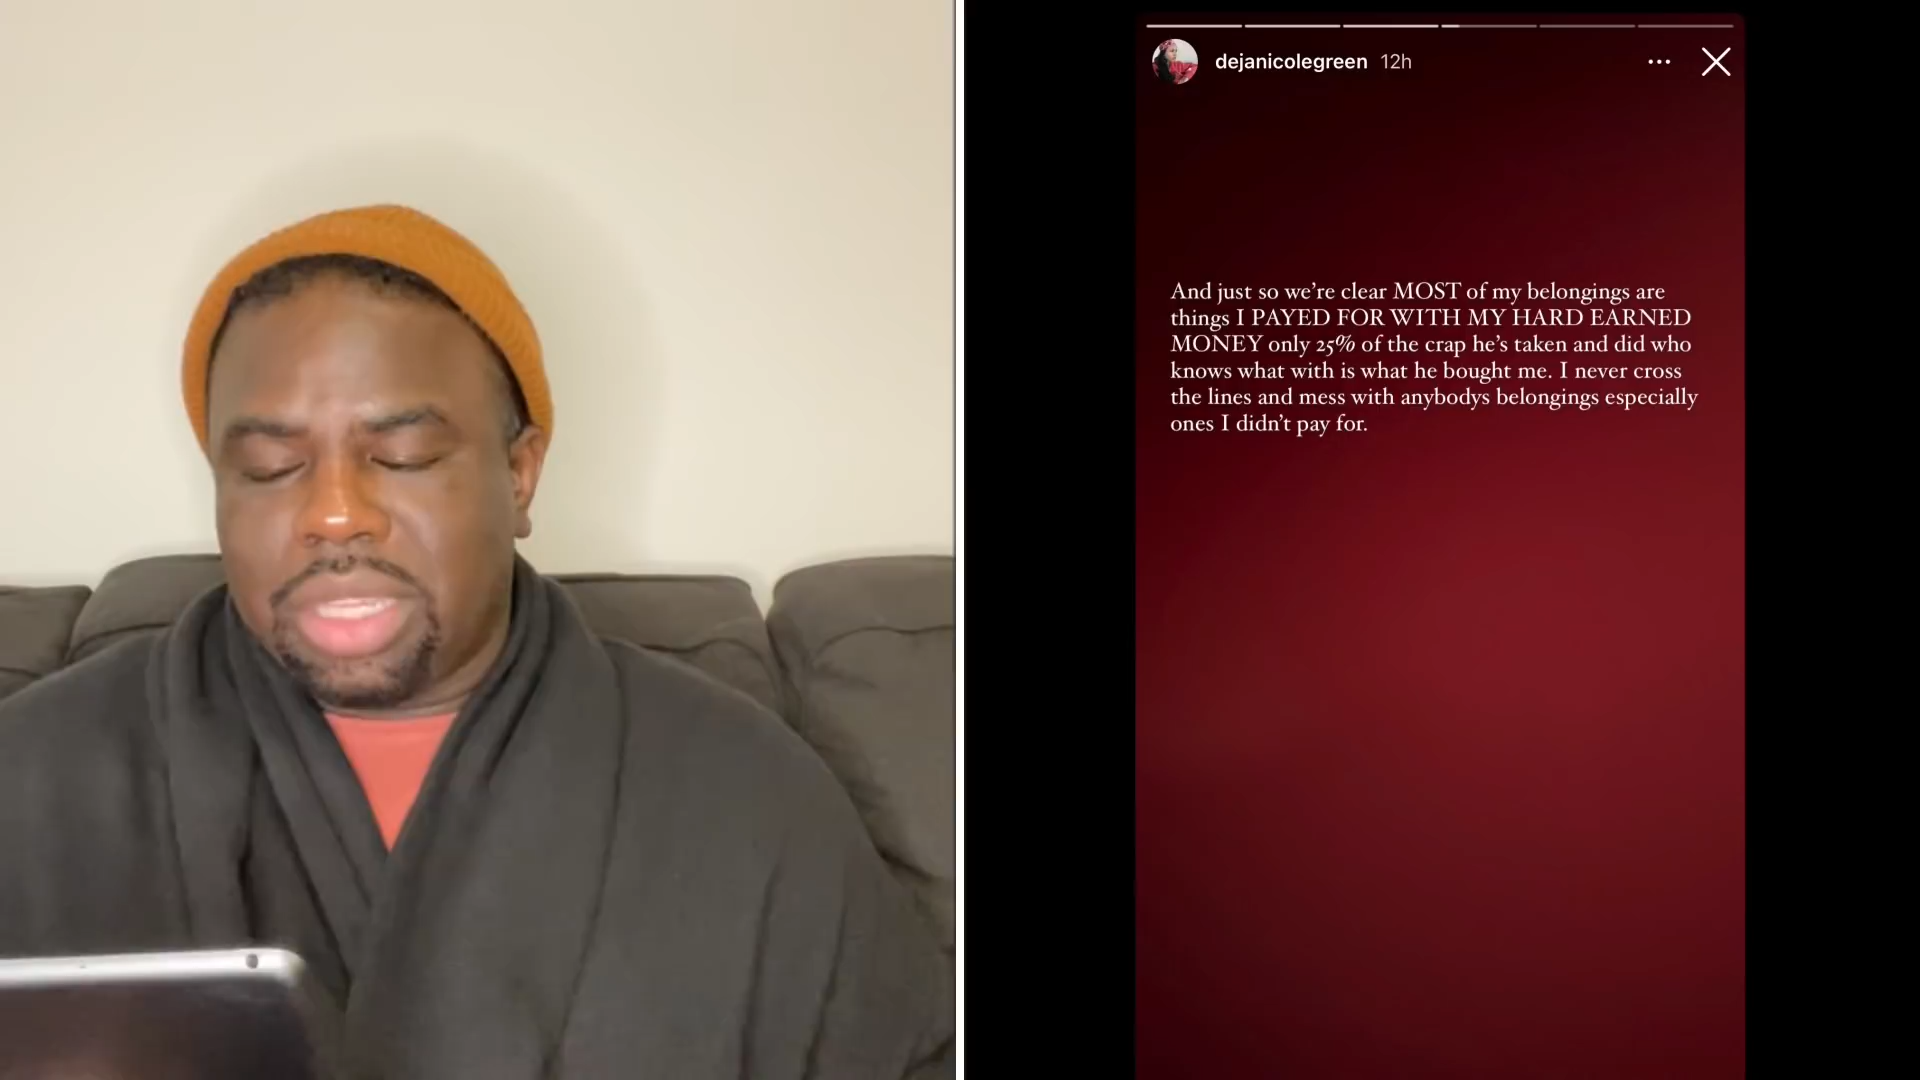 dejanicolegreen 12h
And just so we're clear MOST of my belongings are
things I PAYED FOR WITH MY HARD EARNED
MONEY only 25% of the crap he's taken and did who
knows what with is what he bought me. I never cross
the lines and mess with anybodys belongings especially
ones I didn't pay for.